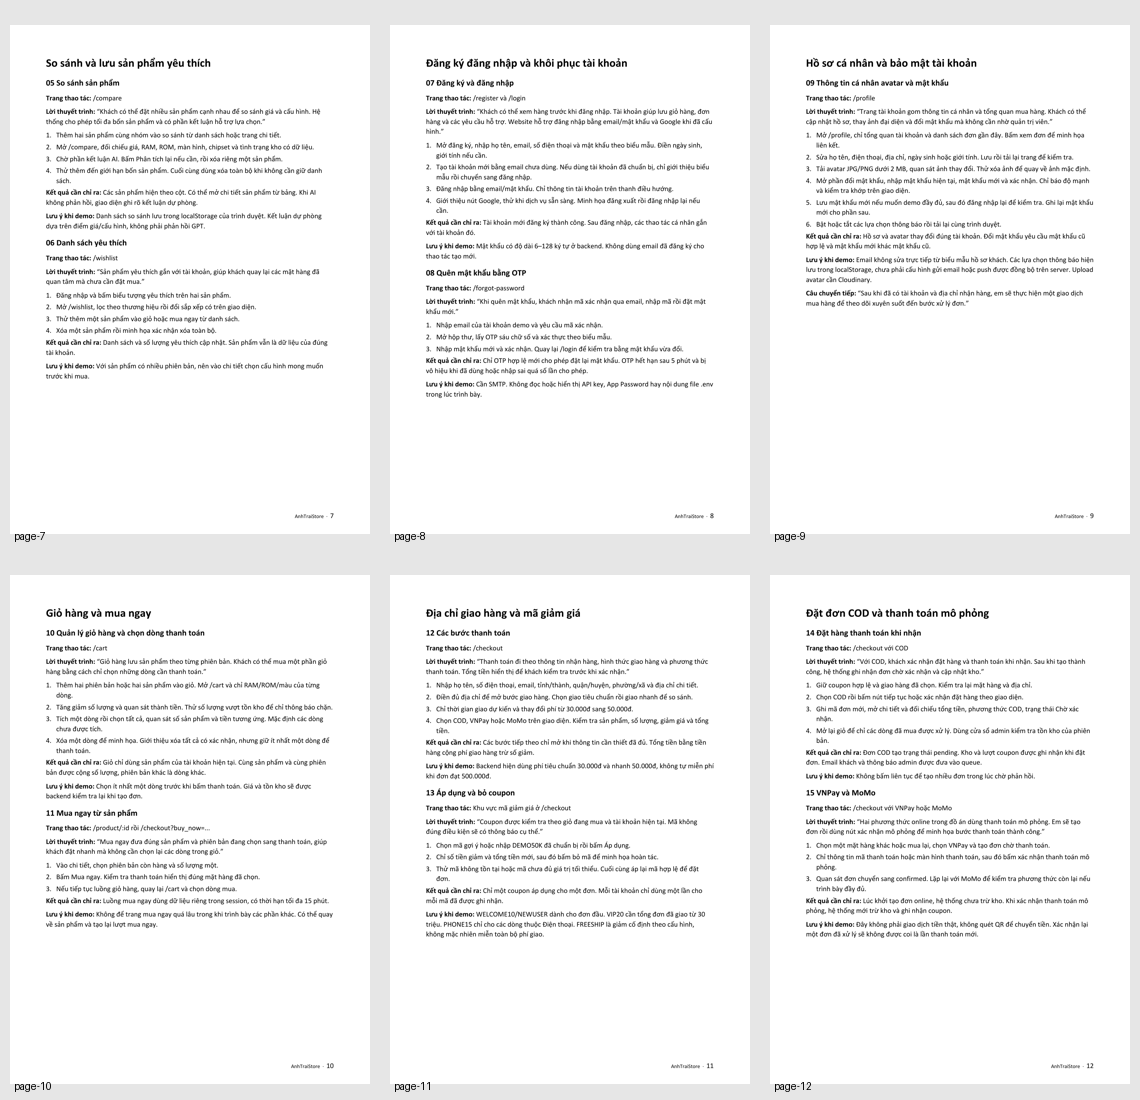 So sánh và lưu sản phẩm yêu thích
05 So sánh sản phẩm
Trang thao tác: /compare
Lời thuyết trình: “Khách có thể đặt nhiều sản phẩm cạnh nhau để so sánh giá và cấu hình. Hệ
thống cho phép tối đa bốn sản phẩm và có phần kết luận hỗ trợ lựa chọn.”
1. Thêm hai sản phẩm cùng nhóm vào so sánh từ danh sách hoặc trang chi tiết.
2. Mở /compare, đối chiếu giá, RAM, ROM, màn hình, chipset và tình trạng kho có dữ liệu.
3. Chờ phần kết luận AI. Bấm Phân tích lại nếu cần, rồi xóa riêng một sản phẩm.
4. Thử thêm đến giới hạn bốn sản phẩm. Cuối cùng dùng xóa toàn bộ khi không cần giữ danh
sách.
Kết quả cần chỉ ra: Các sản phẩm hiện theo cột. Có thể mở chi tiết sản phẩm từ bảng. Khi AI
không phản hồi, giao diện ghi rõ kết luận dự phòng.
Lưu ý khi demo: Danh sách so sánh lưu trong localStorage của trình duyệt. Kết luận dự phòng
dựa trên điểm giá/cấu hình, không phải phản hồi GPT.
06 Danh sách yêu thích
Trang thao tác: /wishlist
Lời thuyết trình: “Sản phẩm yêu thích gắn với tài khoản, giúp khách quay lại các mặt hàng đã
quan tâm mà chưa cần đặt mua.”
1. Đăng nhập và bấm biểu tượng yêu thích trên hai sản phẩm.
2. Mở /wishlist, lọc theo thương hiệu rồi đổi sắp xếp có trên giao diện.
3. Thử thêm một sản phẩm vào giỏ hoặc mua ngay từ danh sách.
4. Xóa một sản phẩm rồi minh họa xác nhận xóa toàn bộ.
Kết quả cần chỉ ra: Danh sách và số lượng yêu thích cập nhật. Sản phẩm vẫn là dữ liệu của đúng
tài khoản.
Lưu ý khi demo: Với sản phẩm có nhiều phiên bản, nên vào chi tiết chọn cấu hình mong muốn
trước khi mua.
AnhTraiStore · 7
page-7
Đăng ký đăng nhập và khôi phục tài khoản
07 Đăng ký và đăng nhập
Trang thao tác: /register và /login
Lời thuyết trình: “Khách có thể xem hàng trước khi đăng nhập. Tài khoản giúp lưu giỏ hàng, đơn
hàng và các yêu cầu hỗ trợ. Website hỗ trợ đăng nhập bằng email/mật khẩu và Google khi đã cấu
hình.”
1. Mở đăng ký, nhập họ tên, email, số điện thoại và mật khẩu theo biểu mẫu. Điền ngày sinh,
giới tính nếu cần.
2. Tạo tài khoản mới bằng email chưa dùng. Nếu dùng tài khoản đã chuẩn bị, chỉ giới thiệu biểu
mẫu rồi chuyển sang đăng nhập.
3. Đăng nhập bằng email/mật khẩu. Chỉ thông tin tài khoản trên thanh điều hướng.
4. Giới thiệu nút Google, thử khi dịch vụ sẵn sàng. Minh họa đăng xuất rồi đăng nhập lại nếu
cần.
Kết quả cần chỉ ra: Tài khoản mới đăng ký thành công. Sau đăng nhập, các thao tác cá nhân gắn
với tài khoản đó.
Lưu ý khi demo: Mật khẩu có độ dài 6–128 ký tự ở backend. Không dùng email đã đăng ký cho
thao tác tạo mới.
08 Quên mật khẩu bằng OTP
Trang thao tác: /forgot-password
Lời thuyết trình: “Khi quên mật khẩu, khách nhận mã xác nhận qua email, nhập mã rồi đặt mật
khẩu mới.”
1. Nhập email của tài khoản demo và yêu cầu mã xác nhận.
2. Mở hộp thư, lấy OTP sáu chữ số và xác thực theo biểu mẫu.
3. Nhập mật khẩu mới và xác nhận. Quay lại /login để kiểm tra bằng mật khẩu vừa đổi.
Kết quả cần chỉ ra: Chỉ OTP hợp lệ mới cho phép đặt lại mật khẩu. OTP hết hạn sau 5 phút và bị
vô hiệu khi đã dùng hoặc nhập sai quá số lần cho phép.
Lưu ý khi demo: Cần SMTP. Không đọc hoặc hiển thị API key, App Password hay nội dung file .env
trong lúc trình bày.
AnhTraiStore · 8
page-8
Hồ sơ cá nhân và bảo mật tài khoản
09 Thông tin cá nhân avatar và mật khẩu
Trang thao tác: /profile
Lời thuyết trình: “Trang tài khoản gom thông tin cá nhân và tổng quan mua hàng. Khách có thể
cập nhật hồ sơ, thay ảnh đại diện và đổi mật khẩu mà không cần nhờ quản trị viên.”
1. Mở /profile, chỉ tổng quan tài khoản và danh sách đơn gần đây. Bấm xem đơn để minh họa
liên kết.
2. Sửa họ tên, điện thoại, địa chỉ, ngày sinh hoặc giới tính. Lưu rồi tải lại trang để kiểm tra.
3. Tải avatar JPG/PNG dưới 2 MB, quan sát ảnh thay đổi. Thử xóa ảnh để quay về ảnh mặc định.
4. Mở phần đổi mật khẩu, nhập mật khẩu hiện tại, mật khẩu mới và xác nhận. Chỉ báo độ mạnh
và kiểm tra khớp trên giao diện.
5. Lưu mật khẩu mới nếu muốn demo đầy đủ, sau đó đăng nhập lại để kiểm tra. Ghi lại mật khẩu
mới cho phần sau.
6. Bật hoặc tắt các lựa chọn thông báo rồi tải lại cùng trình duyệt.
Kết quả cần chỉ ra: Hồ sơ và avatar thay đổi đúng tài khoản. Đổi mật khẩu yêu cầu mật khẩu cũ
hợp lệ và mật khẩu mới khác mật khẩu cũ.
Lưu ý khi demo: Email không sửa trực tiếp từ biểu mẫu hồ sơ khách. Các lựa chọn thông báo hiện
lưu trong localStorage, chưa phải cấu hình gửi email hoặc push được đồng bộ trên server. Upload
avatar cần Cloudinary.
Câu chuyển tiếp: “Sau khi đã có tài khoản và địa chỉ nhận hàng, em sẽ thực hiện một giao dịch
mua hàng để theo dõi xuyên suốt đến bước xử lý đơn.”
AnhTraiStore · 9
page-9
Giỏ hàng và mua ngay
10 Quản lý giỏ hàng và chọn dòng thanh toán
Trang thao tác: /cart
Lời thuyết trình: “Giỏ hàng lưu sản phẩm theo từng phiên bản. Khách có thể mua một phần giỏ
hàng bằng cách chỉ chọn những dòng cần thanh toán.”
1. Thêm hai phiên bản hoặc hai sản phẩm vào giỏ. Mở /cart và chỉ RAM/ROM/màu của từng
dòng.
2. Tăng giảm số lượng và quan sát thành tiền. Thử số lượng vượt tồn kho để chỉ thông báo chặn.
3. Tích một dòng rồi chọn tất cả, quan sát số sản phẩm và tiền tương ứng. Mặc định các dòng
chưa được tích.
4. Xóa một dòng để minh họa. Giới thiệu xóa tất cả có xác nhận, nhưng giữ ít nhất một dòng để
thanh toán.
Kết quả cần chỉ ra: Giỏ chỉ dùng sản phẩm của tài khoản hiện tại. Cùng sản phẩm và cùng phiên
bản được cộng số lượng, phiên bản khác là dòng khác.
Lưu ý khi demo: Chọn ít nhất một dòng trước khi bấm thanh toán. Giá và tồn kho sẽ được
backend kiểm tra lại khi tạo đơn.
11 Mua ngay từ sản phẩm
Trang thao tác: /product/:id rồi /checkout?buy_now=...
Lời thuyết trình: “Mua ngay đưa đúng sản phẩm và phiên bản đang chọn sang thanh toán, giúp
khách đặt nhanh mà không cần chọn lại các dòng trong giỏ.”
1. Vào chi tiết, chọn phiên bản còn hàng và số lượng một.
2. Bấm Mua ngay. Kiểm tra thanh toán hiển thị đúng mặt hàng đã chọn.
3. Nếu tiếp tục luồng giỏ hàng, quay lại /cart và chọn dòng mua.
Kết quả cần chỉ ra: Luồng mua ngay dùng dữ liệu riêng trong session, có thời hạn tối đa 15 phút.
Lưu ý khi demo: Không để trang mua ngay quá lâu trong khi trình bày các phần khác. Có thể quay
về sản phẩm và tạo lại lượt mua ngay.
AnhTraiStore · 10
page-10
Địa chỉ giao hàng và mã giảm giá
12 Các bước thanh toán
Trang thao tác: /checkout
Lời thuyết trình: “Thanh toán đi theo thông tin nhận hàng, hình thức giao hàng và phương thức
thanh toán. Tổng tiền hiển thị để khách kiểm tra trước khi xác nhận.”
1. Nhập họ tên, số điện thoại, email, tỉnh/thành, quận/huyện, phường/xã và địa chỉ chi tiết.
2. Điền đủ địa chỉ để mở bước giao hàng. Chọn giao tiêu chuẩn rồi giao nhanh để so sánh.
3. Chỉ thời gian giao dự kiến và thay đổi phí từ 30.000đ sang 50.000đ.
4. Chọn COD, VNPay hoặc MoMo trên giao diện. Kiểm tra sản phẩm, số lượng, giảm giá và tổng
tiền.
Kết quả cần chỉ ra: Các bước tiếp theo chỉ mở khi thông tin cần thiết đã đủ. Tổng tiền bằng tiền
hàng cộng phí giao hàng trừ số giảm.
Lưu ý khi demo: Backend hiện dùng phí tiêu chuẩn 30.000đ và nhanh 50.000đ, không tự miễn phí
khi đơn đạt 500.000đ.
13 Áp dụng và bỏ coupon
Trang thao tác: Khu vực mã giảm giá ở /checkout
Lời thuyết trình: “Coupon được kiểm tra theo giỏ đang mua và tài khoản hiện tại. Mã không
đúng điều kiện sẽ có thông báo cụ thể.”
1. Chọn mã gợi ý hoặc nhập DEMO50K đã chuẩn bị rồi bấm Áp dụng.
2. Chỉ số tiền giảm và tổng tiền mới, sau đó bấm bỏ mã để minh họa hoàn tác.
3. Thử mã không tồn tại hoặc mã chưa đủ giá trị tối thiểu. Cuối cùng áp lại mã hợp lệ để đặt
đơn.
Kết quả cần chỉ ra: Chỉ một coupon áp dụng cho một đơn. Mỗi tài khoản chỉ dùng một lần cho
mỗi mã đã được ghi nhận.
Lưu ý khi demo: WELCOME10/NEWUSER dành cho đơn đầu. VIP20 cần tổng đơn đã giao từ 30
triệu. PHONE15 chỉ cho các dòng thuộc Điện thoại. FREESHIP là giảm cố định theo cấu hình,
không mặc nhiên miễn toàn bộ phí giao.
AnhTraiStore · 11
page-11
Đặt đơn COD và thanh toán mô phỏng
14 Đặt hàng thanh toán khi nhận
Trang thao tác: /checkout với COD
Lời thuyết trình: “Với COD, khách xác nhận đặt hàng và thanh toán khi nhận. Sau khi tạo thành
công, hệ thống ghi nhận đơn chờ xác nhận và cập nhật kho.”
1. Giữ coupon hợp lệ và giao hàng đã chọn. Kiểm tra lại mặt hàng và địa chỉ.
2. Chọn COD rồi bấm nút tiếp tục hoặc xác nhận đặt hàng theo giao diện.
3. Ghi mã đơn mới, mở chi tiết và đối chiếu tổng tiền, phương thức COD, trạng thái Chờ xác
nhận.
4. Mở lại giỏ để chỉ các dòng đã mua được xử lý. Dùng cửa sổ admin kiểm tra tồn kho của phiên
bản.
Kết quả cần chỉ ra: Đơn COD tạo trạng thái pending. Kho và lượt coupon được ghi nhận khi đặt
đơn. Email khách và thông báo admin được đưa vào queue.
Lưu ý khi demo: Không bấm liên tục để tạo nhiều đơn trong lúc chờ phản hồi.
15 VNPay và MoMo
Trang thao tác: /checkout với VNPay hoặc MoMo
Lời thuyết trình: “Hai phương thức online trong đồ án dùng thanh toán mô phỏng. Em sẽ tạo
đơn rồi dùng nút xác nhận mô phỏng để minh họa bước thanh toán thành công.”
1. Chọn một mặt hàng khác hoặc mua lại, chọn VNPay và tạo đơn chờ thanh toán.
2. Chỉ thông tin mã thanh toán hoặc màn hình thanh toán, sau đó bấm xác nhận thanh toán mô
phỏng.
3. Quan sát đơn chuyển sang confirmed. Lặp lại với MoMo để kiểm tra phương thức còn lại nếu
trình bày đầy đủ.
Kết quả cần chỉ ra: Lúc khởi tạo đơn online, hệ thống chưa trừ kho. Khi xác nhận thanh toán mô
phỏng, hệ thống mới trừ kho và ghi nhận coupon.
Lưu ý khi demo: Đây không phải giao dịch tiền thật, không quét QR để chuyển tiền. Xác nhận lại
một đơn đã xử lý sẽ không được coi là lần thanh toán mới.
AnhTraiStore · 12
page-12